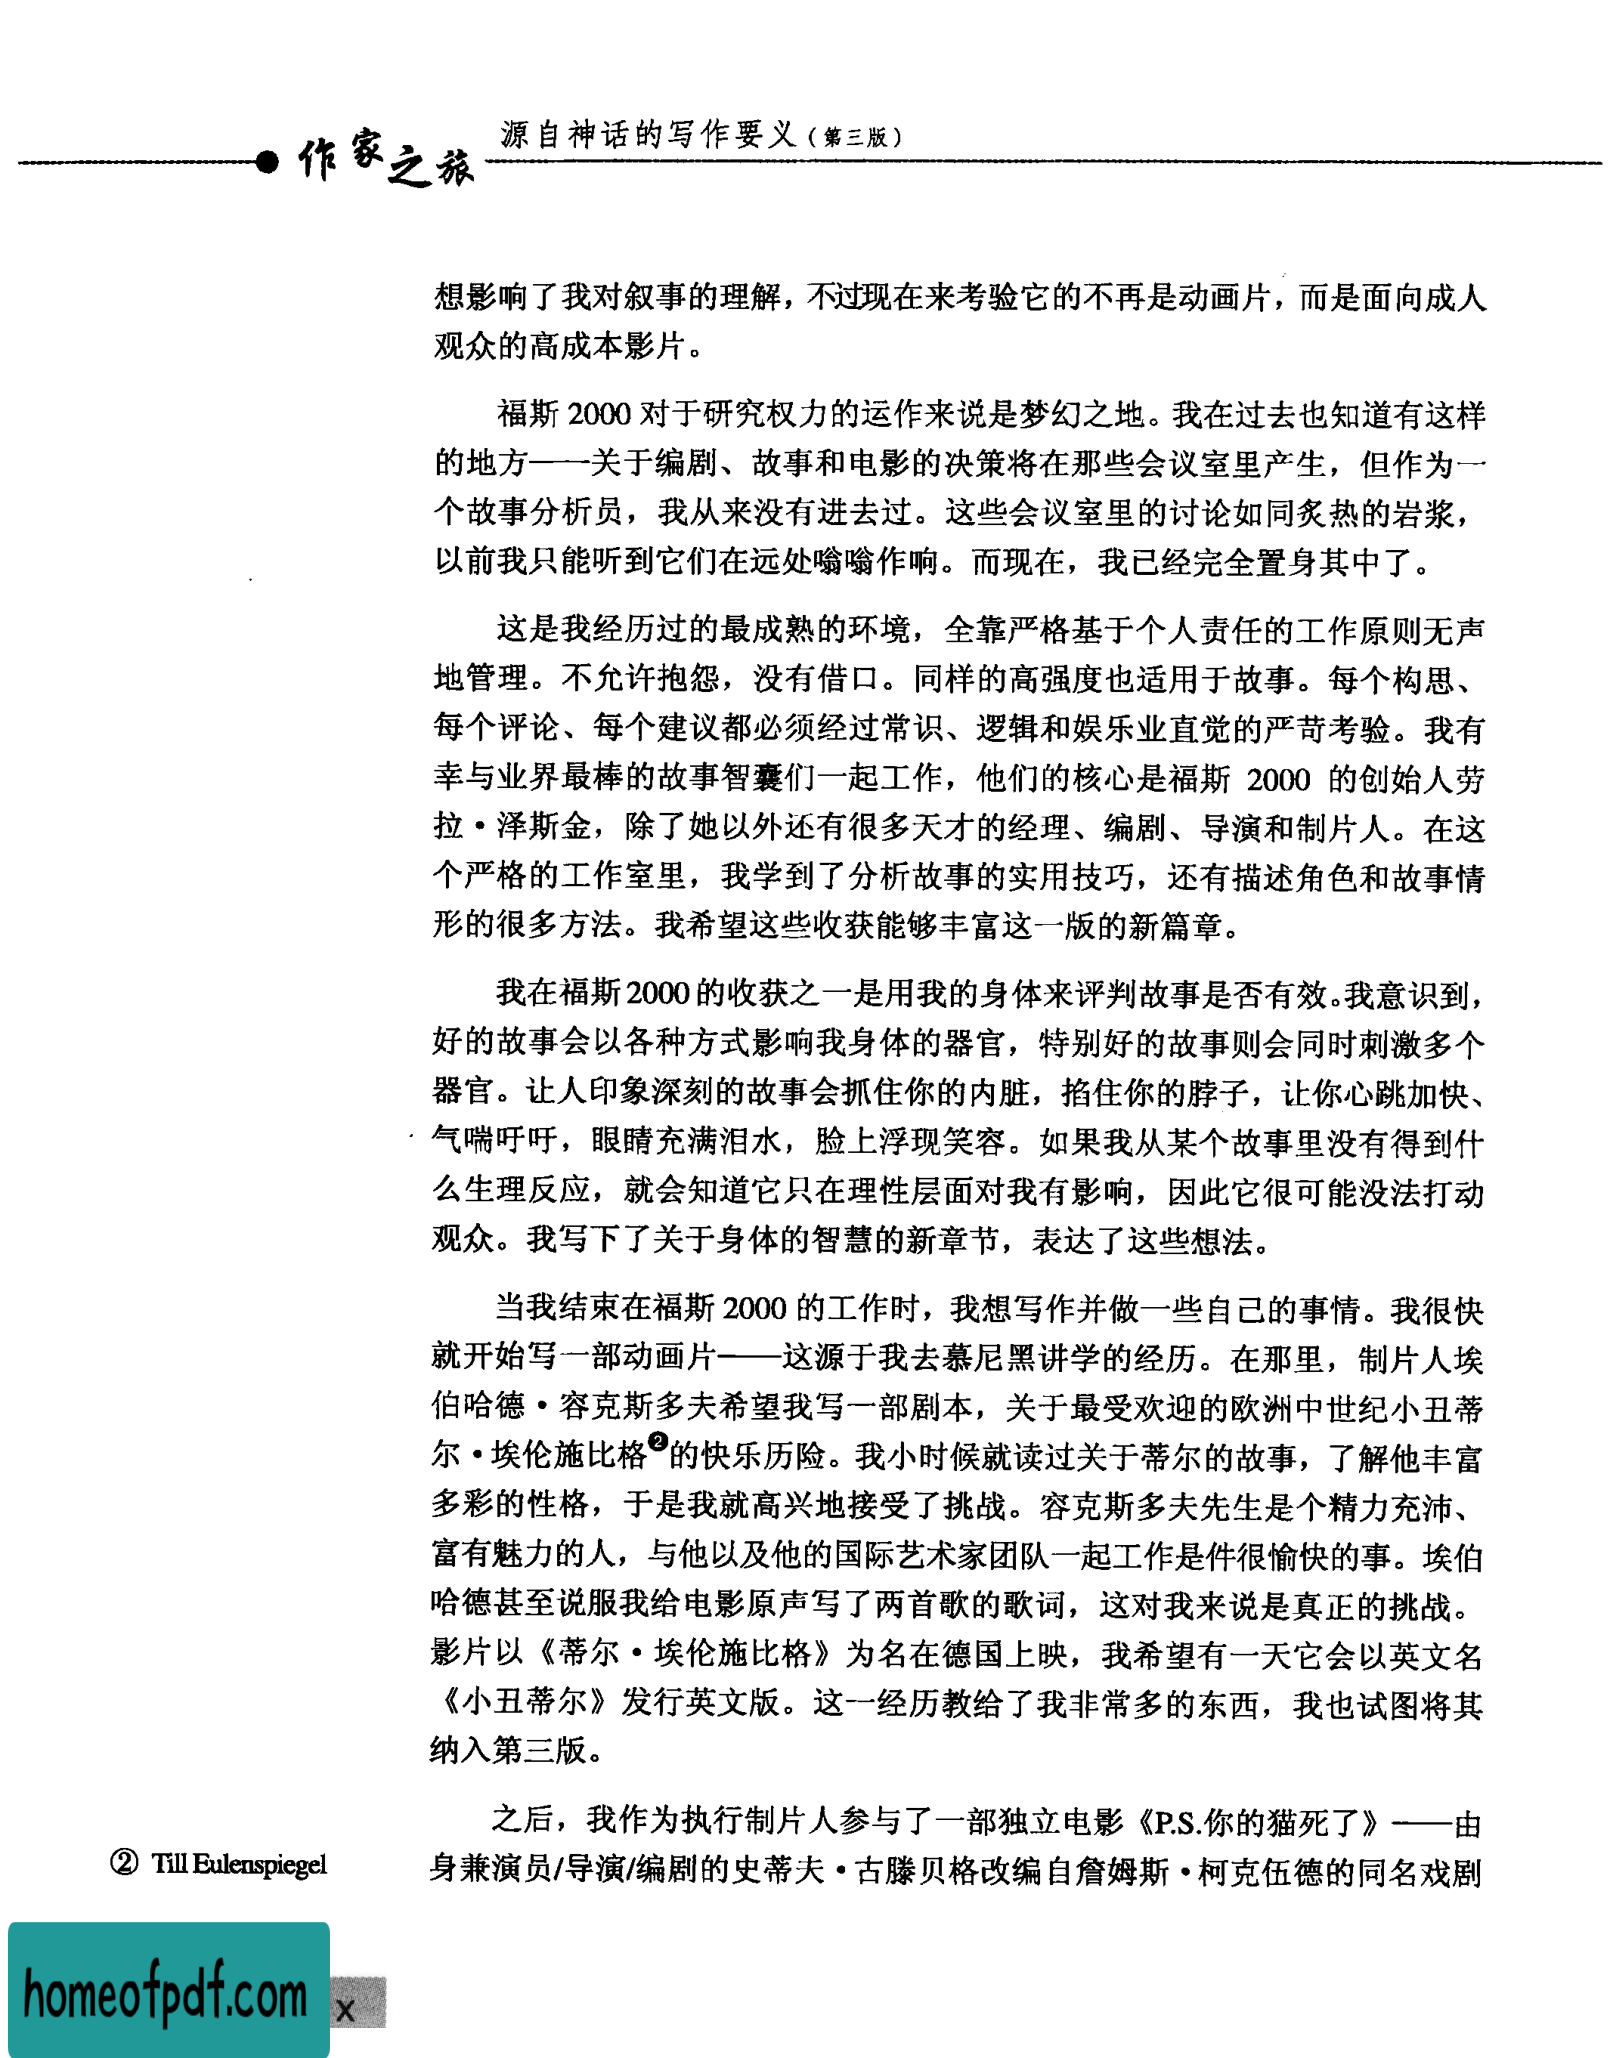 作家之旅 源自神话的写作要义（第三版）
想影响了我对叙事的理解，不过现在来考验它的不再是动画片，而是面向成人
观众的高成本影片。
福斯 2000 对于研究权力的运作来说是梦幻之地。我在过去也知道有这样
的地方——关于编剧、故事和电影的决策将在那些会议室里产生，但作为一
个故事分析员，我从来没有进去过。这些会议室里的讨论如同炙热的岩浆，
以前我只能听到它们在远处嗡嗡作响。而现在，我已经完全置身其中了。
这是我经历过的最成熟的环境，全靠严格基于个人责任的工作原则无声
地管理。不允许抱怨，没有借口。同样的高强度也适用于故事。每个构思、
每个评论、每个建议都必须经过常识、逻辑和娱乐业直觉的严苛考验。我有
幸与业界最棒的故事智囊们一起工作，他们的核心是福斯 2000 的创始人劳
拉·泽斯金，除了她以外还有很多天才的经理、编剧、导演和制片人。在这
个严格的工作室里，我学到了分析故事的实用技巧，还有描述角色和故事情
形的很多方法。我希望这些收获能够丰富这一版的新篇章。
我在福斯2000的收获之一是用我的身体来评判故事是否有效。我意识到，
好的故事会以各种方式影响我身体的器官，特别好的故事则会同时刺激多个
器官。让人印象深刻的故事会抓住你的内脏，掐住你的脖子，让你心跳加快、
气喘吁吁，眼睛充满泪水，脸上浮现笑容。如果我从某个故事里没有得到什
么生理反应，就会知道它只在理性层面对我有影响，因此它很可能没法打动
观众。我写下了关于身体的智慧的新章节，表达了这些想法。
当我结束在福斯 2000 的工作时，我想写作并做一些自己的事情。我很快
就开始写一部动画片——这源于我去慕尼黑讲学的经历。在那里，制片人埃
伯哈德·容克斯多夫希望我写一部剧本，关于最受欢迎的欧洲中世纪小丑蒂
尔·埃伦施比格❷的快乐历险。我小时候就读过关于蒂尔的故事，了解他丰富
多彩的性格，于是我就高兴地接受了挑战。容克斯多夫先生是个精力充沛、
富有魅力的人，与他以及他的国际艺术家团队一起工作是件很愉快的事。埃伯
哈德甚至说服我给电影原声写了两首歌的歌词，这对我来说是真正的挑战。
影片以《蒂尔·埃伦施比格》为名在德国上映，我希望有一天它会以英文名
《小丑蒂尔》发行英文版。这一经历教给了我非常多的东西，我也试图将其
纳入第三版。
之后，我作为执行制片人参与了一部独立电影《P.S.你的猫死了》——由
身兼演员/导演/编剧的史蒂夫·古滕贝格改编自詹姆斯·柯克伍德的同名戏剧
② Till Eulenspiegel
homeofpdf.com
x